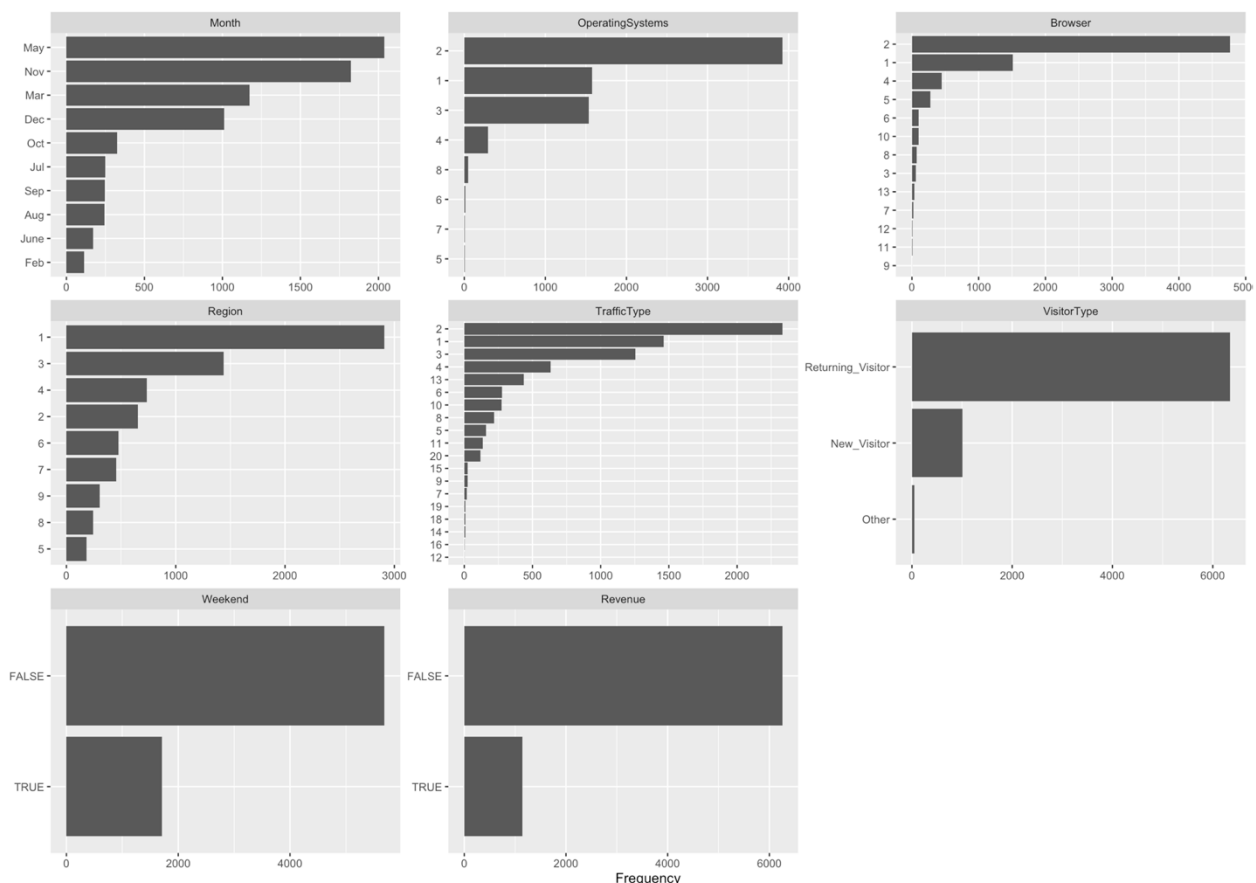 Month
May
Nov
Mar
Dec
Oct
Jul
Sep
Aug
June
Feb
0 500 1000 1500 2000
OperatingSystems
2
1
3
4
8
6
7
5
0 1000 2000 3000 4000
Browser
2
1
4
5
6
10
8
3
13
7
12
11
9
0 1000 2000 3000 4000 5000
Region
1
3
4
2
6
7
9
8
5
0 1000 2000 3000
TrafficType
2
1
3
4
13
6
10
8
5
11
20
15
9
7
19
18
14
16
12
0 500 1000 1500 2000
VisitorType
Returning_Visitor
New_Visitor
Other
0 2000 4000 6000
Weekend
FALSE
TRUE
0 2000 4000
Revenue
FALSE
TRUE
0 2000 4000 6000
Frequency